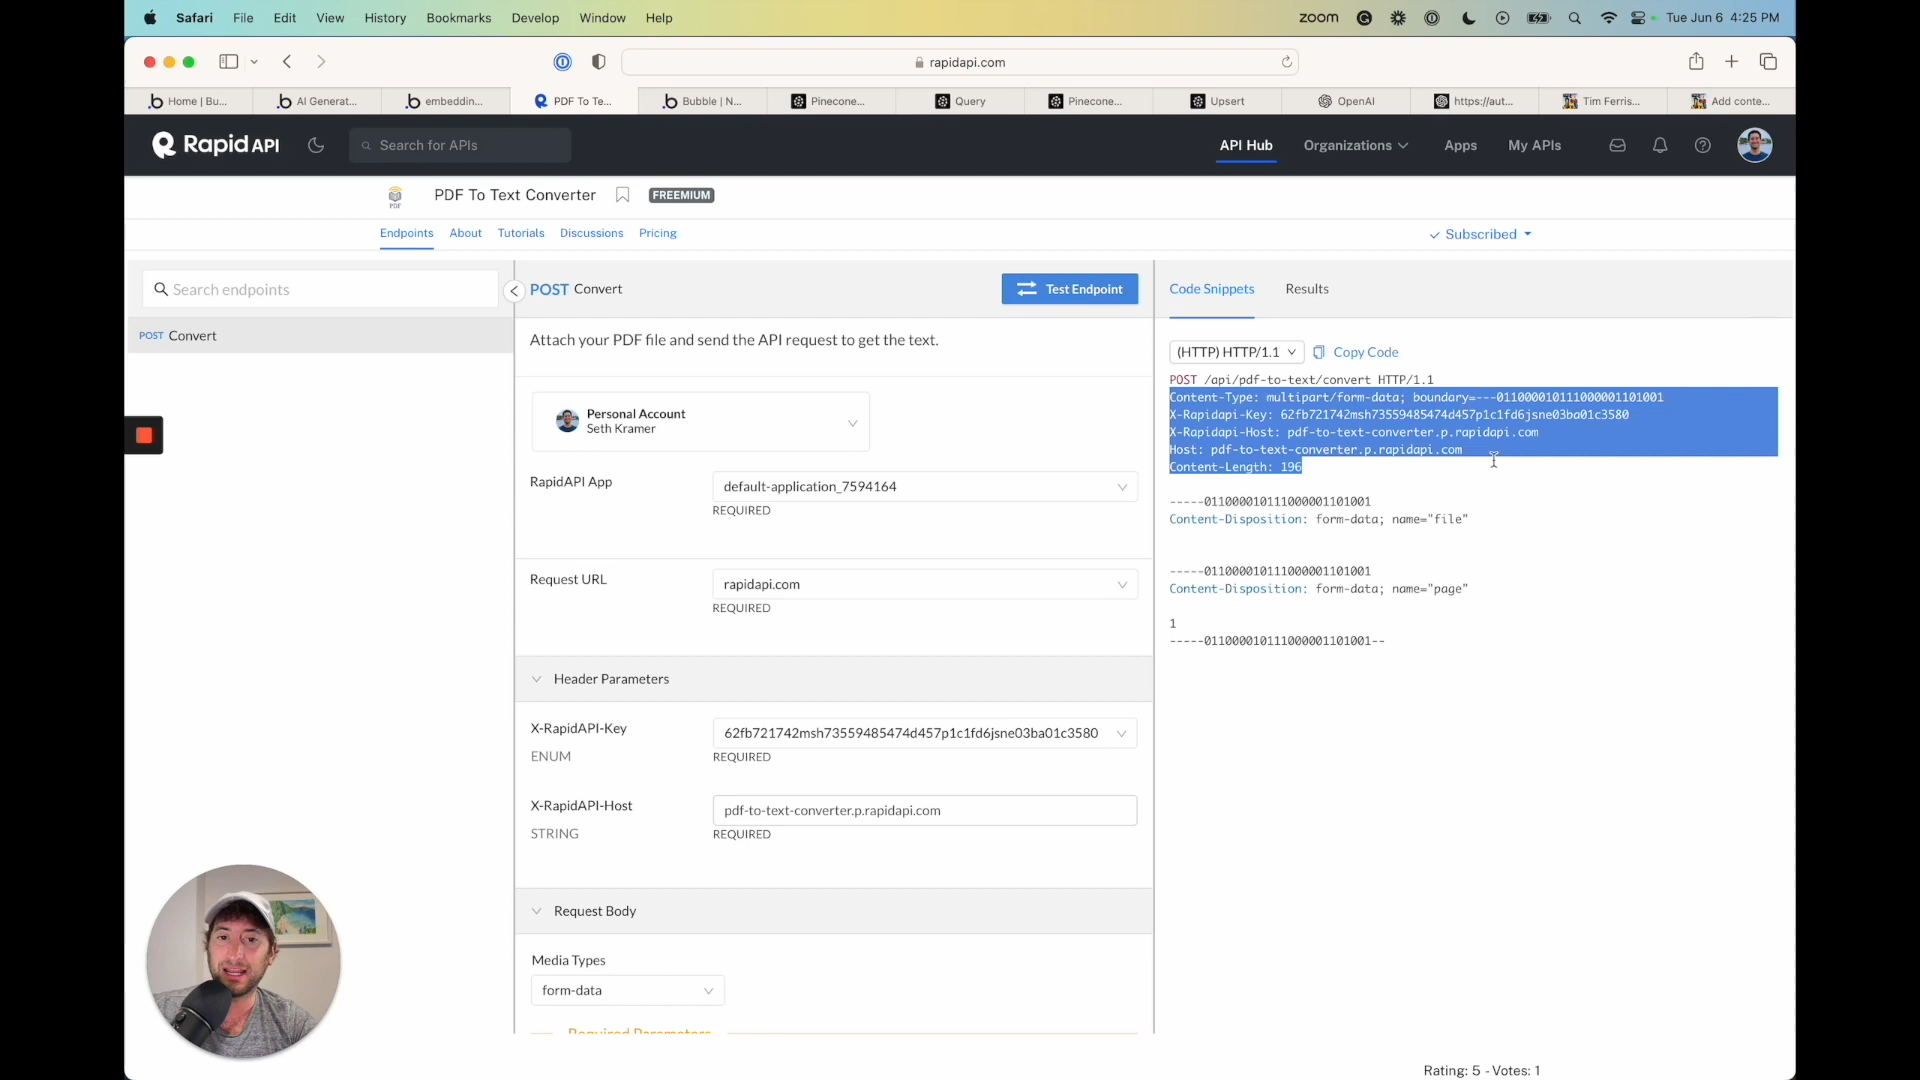 Safari File Edit View History Bookmarks Develop Window Help
zoom Tue Jun 6 4:25 PM
rapidapi.com
Home | Bu...
AI Generat...
embeddin...
PDF To Te...
Bubble | N...
Pinecone...
Query
Pinecone...
Upsert
OpenAI
https://aut...
Tim Ferris...
Add conte...
Rapid API
Search for APIs
API Hub
Organizations
Apps
My APIs
PDF
PDF To Text Converter
FREEMIUM
Endpoints
About
Tutorials
Discussions
Pricing
Subscribed
Search endpoints
POST Convert
POST Convert
Test Endpoint
Attach your PDF file and send the API request to get the text.
Personal Account
Seth Kramer
RapidAPI App
default-application_7594164
REQUIRED
Request URL
rapidapi.com
REQUIRED
Header Parameters
X-RapidAPI-Key
62fb721742msh73559485474d457p1c1fd6jsne03ba01c3580
ENUM
REQUIRED
X-RapidAPI-Host
pdf-to-text-converter.p.rapidapi.com
STRING
REQUIRED
Request Body
Media Types
form-data
Required Parameters
Code Snippets
Results
(HTTP) HTTP/1.1
Copy Code
POST /api/pdf-to-text/convert HTTP/1.1
Content-Type: multipart/form-data; boundary=---011000010111000001101001
X-Rapidapi-Key: 62fb721742msh73559485474d457p1c1fd6jsne03ba01c3580
X-Rapidapi-Host: pdf-to-text-converter.p.rapidapi.com
Host: pdf-to-text-converter.p.rapidapi.com
Content-Length: 196
-----011000010111000001101001
Content-Disposition: form-data; name="file"
-----011000010111000001101001
Content-Disposition: form-data; name="page"
1
-----011000010111000001101001--
Rating: 5 - Votes: 1